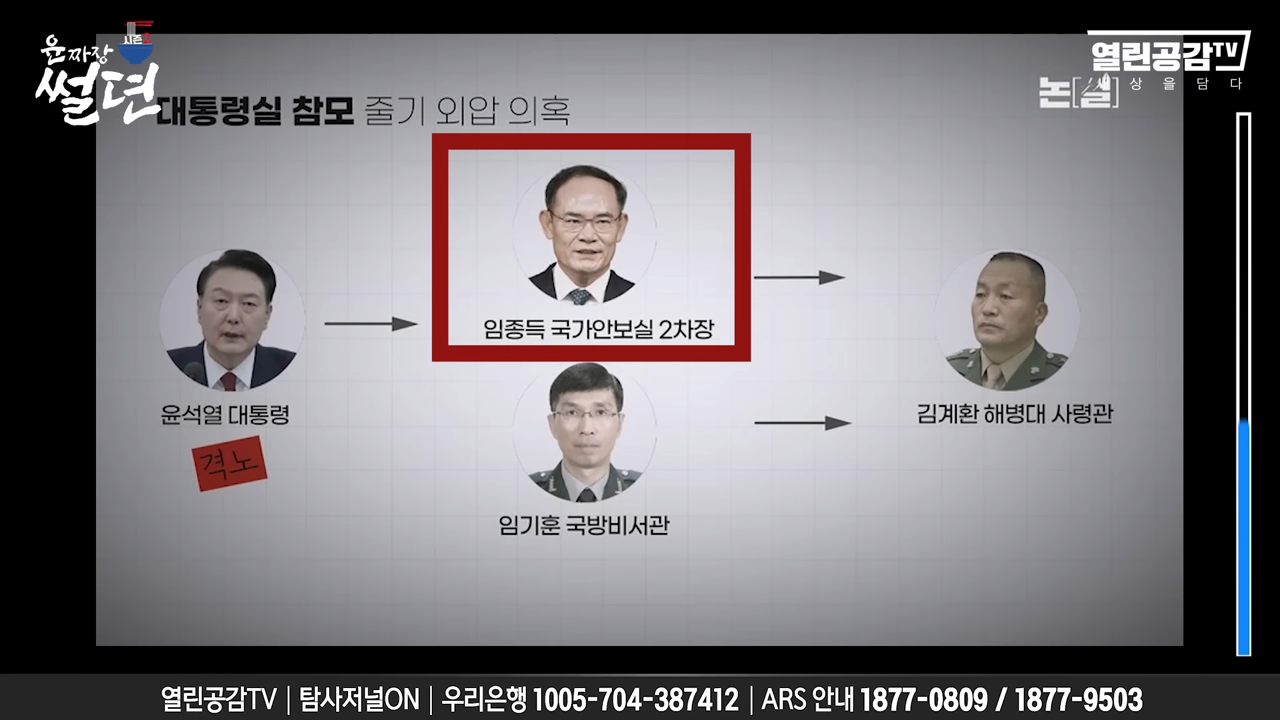 윤짜장
시즌2
썰뎐
열린공감TV
상을담다
논[썰]
대통령실 참모 줄기 외압 의혹
임종득 국가안보실 2차장
윤석열 대통령
격노
김계환 해병대 사령관
임기훈 국방비서관
열린공감TV | 탐사저널ON | 우리은행 1005-704-387412 | ARS 안내 1877-0809 / 1877-9503